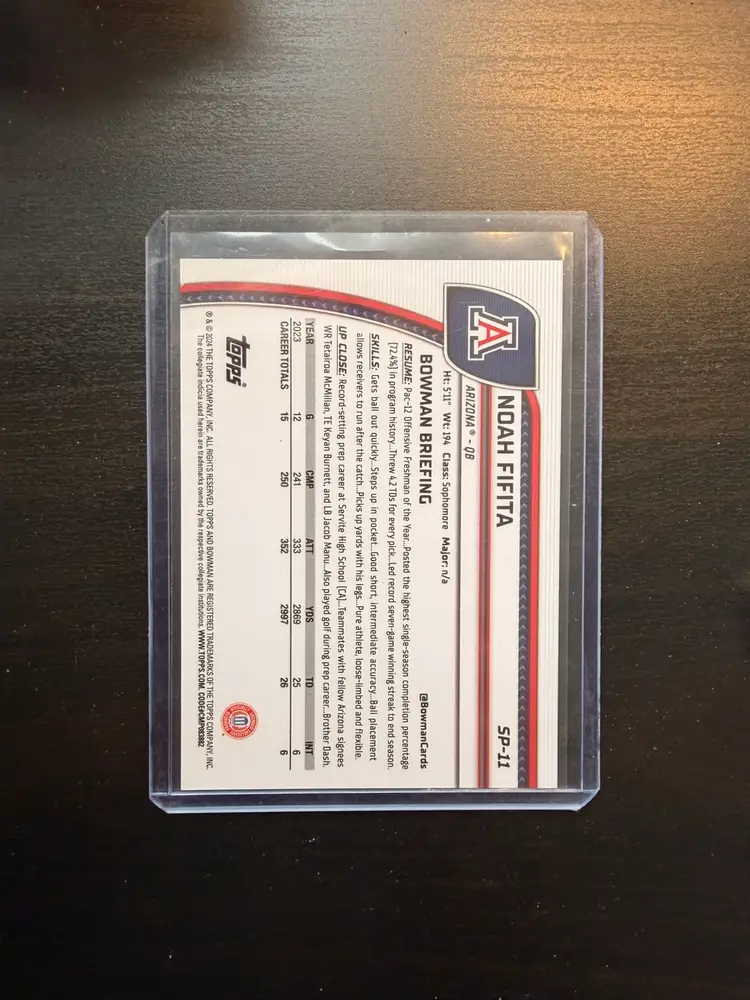 NOAH FIFITA
SP-11
ARIZONA® - QB
Ht: 5'11" Wt: 194 Class: Sophomore Major: n/a
BOWMAN BRIEFING
@BowmanCards
RESUME: Pac-12 Offensive Freshman of the Year...Posted the highest single-season completion percentage
(72.4%) in program history...Threw 4.2 TDs for every pick...Led record seven-game winning streak to end season.
SKILLS: Gets ball out quickly...Steps up in pocket...Good short, intermediate accuracy...Ball placement
allows receivers to run after the catch...Picks up yards with his legs...Pure athlete, loose-limbed and flexible.
UP CLOSE: Record-setting prep career at Servite High School (CA)...Teammates with fellow Arizona signees
WR Tetairoa McMillan, TE Keyan Burnett, and LB Jacob Manu...Also played golf during prep career...Brother Dash.
YEAR G CMP ATT YDS TD INT
2023 12 241 333 2869 25 6
CAREER TOTALS 15 250 352 2997 26 6
topps®
® & © 2024 THE TOPPS COMPANY, INC. ALL RIGHTS RESERVED. TOPPS AND BOWMAN ARE REGISTERED TRADEMARKS OF THE TOPPS COMPANY, INC.
The collegiate indicia used herein are trademarks owned by the respective collegiate institutions. WWW.TOPPS.COM. CODE#CMP083882